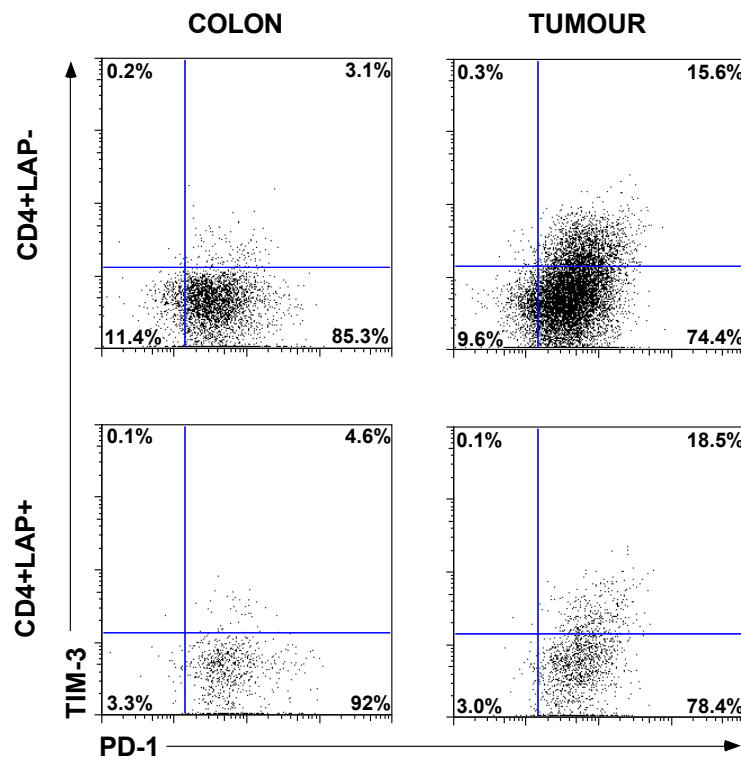 COLON TUMOUR
0.2% 3.1% 0.3% 15.6%
CD4+LAP-
11.4% 85.3% 9.6% 74.4%
0.1% 4.6% 0.1% 18.5%
CD4+LAP+
TIM-3
3.3% 92% 3.0% 78.4%
PD-1